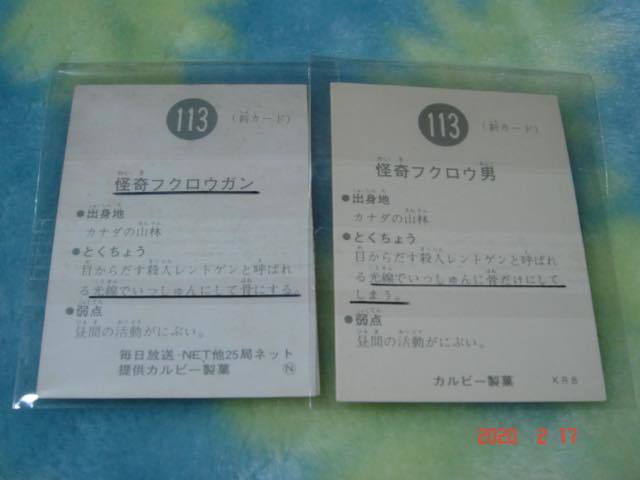 113
(新カード)
怪奇フクロウガン
●出身地
カナダの山林
●とくちょう
目からだす殺人レントゲンと呼ばれ
る光線でいっしゅんにして骨にする。
●弱点
昼間の活動がにぶい。
毎日放送・NET他25局ネット
提供カルビー製菓 Ⓝ
113
(新カード)
怪奇フクロウ男
●出身地
カナダの山林
●とくちょう
目からだす殺人レントゲンと呼ばれ
る光線でいっしゅんに骨だけにして
しまう。
●弱点
昼間の活動がにぶい。
カルビー製菓 KR8
2020 2 17